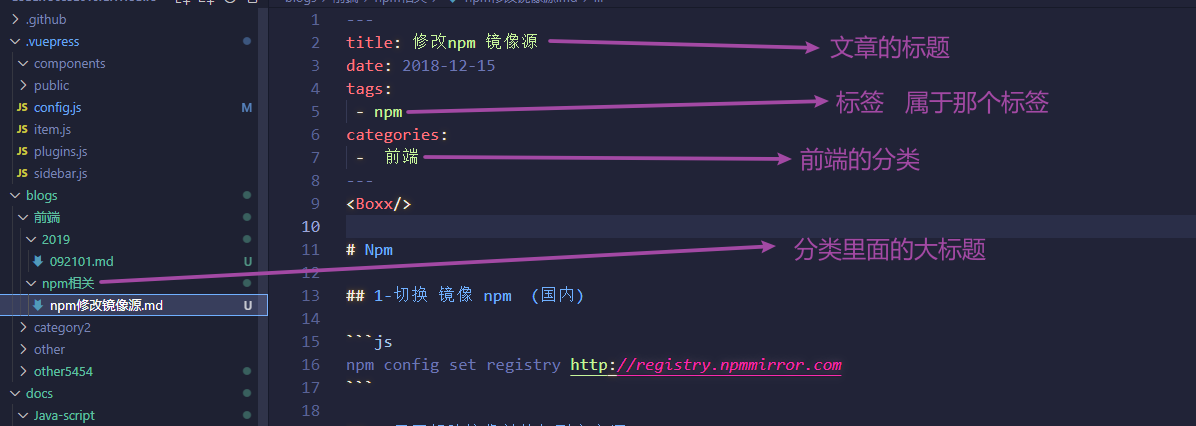 .github
.vuepress
components
public
config.js M
item.js
plugins.js
sidebar.js
blogs
前端
2019
092101.md U
npm相关
npm修改镜像源.md U
category2
other
other5454
docs
Java-script
1 ---
2 title: 修改npm 镜像源
文章的标题
3 date: 2018-12-15
4 tags:
5 - npm
标签 属于那个标签
6 categories:
7 - 前端
前端的分类
8 ---
9 <Boxx/>
10
11 # Npm
分类里面的大标题
12
13 ## 1-切换 镜像 npm (国内)
14
15 ```js
16 npm config set registry http://registry.npmmirror.com
17 ```
18